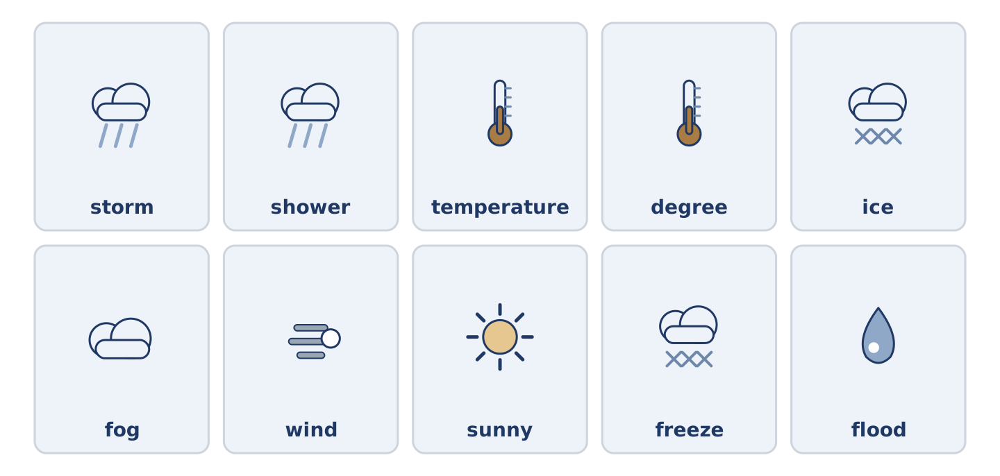 storm
shower
temperature
degree
ice
fog
wind
sunny
freeze
flood